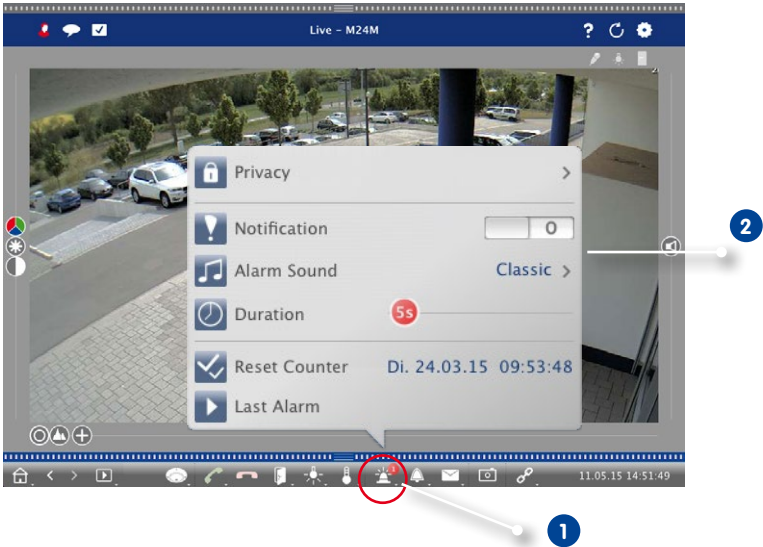 Live – M24M ?
Privacy
Notification O
Alarm Sound Classic
Duration 5s
Reset Counter Di. 24.03.15 09:53:48
Last Alarm
2
1
11.05.15 14:51:49
1